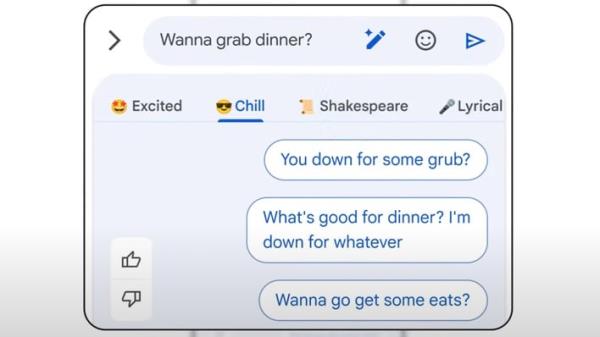 Wanna grab dinner?
Excited
Chill
Shakespeare
Lyrical
You down for some grub?
What's good for dinner? I'm
down for whatever
Wanna go get some eats?